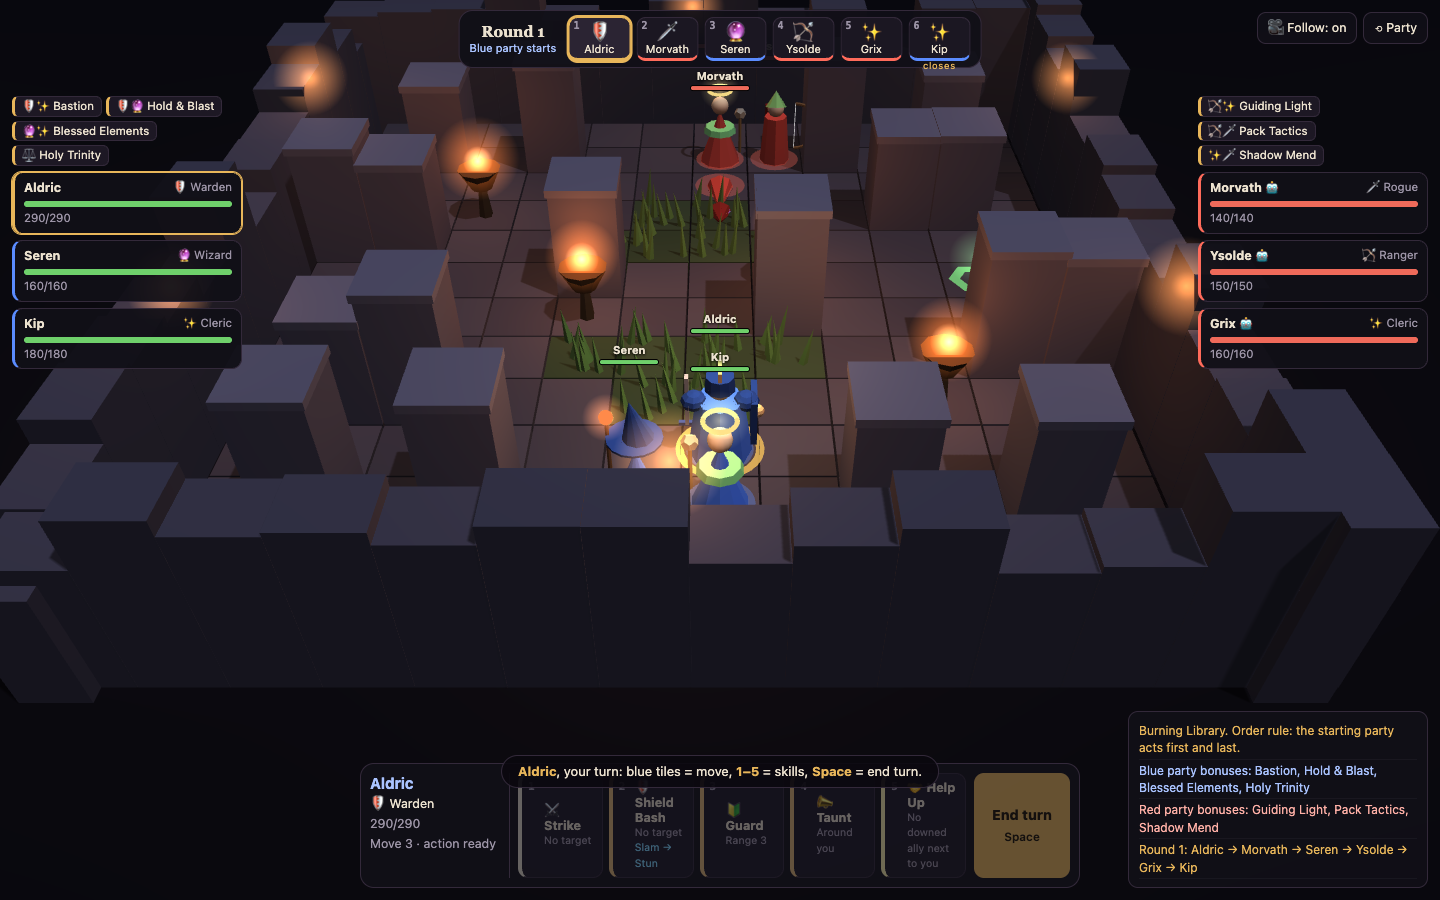 Round 1
Blue party starts
1
Aldric
2
Morvath
3
Seren
4
Ysolde
5
Grix
6
Kip
closes
Follow: on
⟲ Party
Bastion
Hold & Blast
Blessed Elements
Holy Trinity
Aldric
Warden
290/290
Seren
Wizard
160/160
Kip
Cleric
180/180
Guiding Light
Pack Tactics
Shadow Mend
Morvath
Rogue
140/140
Ysolde
Ranger
150/150
Grix
Cleric
160/160
Morvath
Aldric
Seren
Kip
Aldric, your turn: blue tiles = move, 1–5 = skills, Space = end turn.
Aldric
Warden
290/290
Move 3 · action ready
Strike
No target
Shield
Bash
No target
Slam →
Stun
Guard
Range 3
Taunt
Around
you
Help
Up
No
downed
ally next
to you
End turn
Space
Burning Library. Order rule: the starting party
acts first and last.
Blue party bonuses: Bastion, Hold & Blast,
Blessed Elements, Holy Trinity
Red party bonuses: Guiding Light, Pack Tactics,
Shadow Mend
Round 1: Aldric → Morvath → Seren → Ysolde →
Grix → Kip